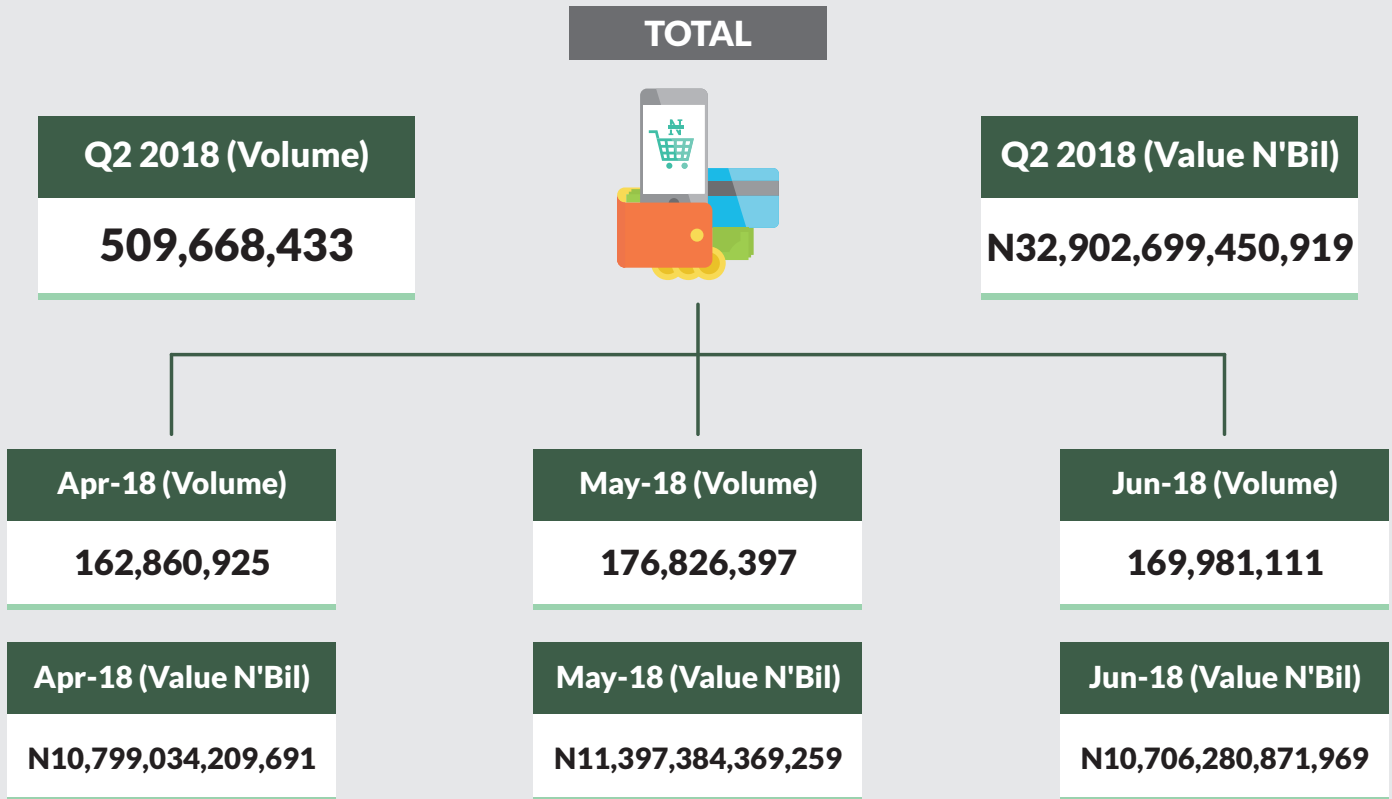 TOTAL
₦
Q2 2018 (Volume)
509,668,433
Q2 2018 (Value N'Bil)
N32,902,699,450,919
Apr-18 (Volume)
162,860,925
May-18 (Volume)
176,826,397
Jun-18 (Volume)
169,981,111
Apr-18 (Value N'Bil)
N10,799,034,209,691
May-18 (Value N'Bil)
N11,397,384,369,259
Jun-18 (Value N'Bil)
N10,706,280,871,969